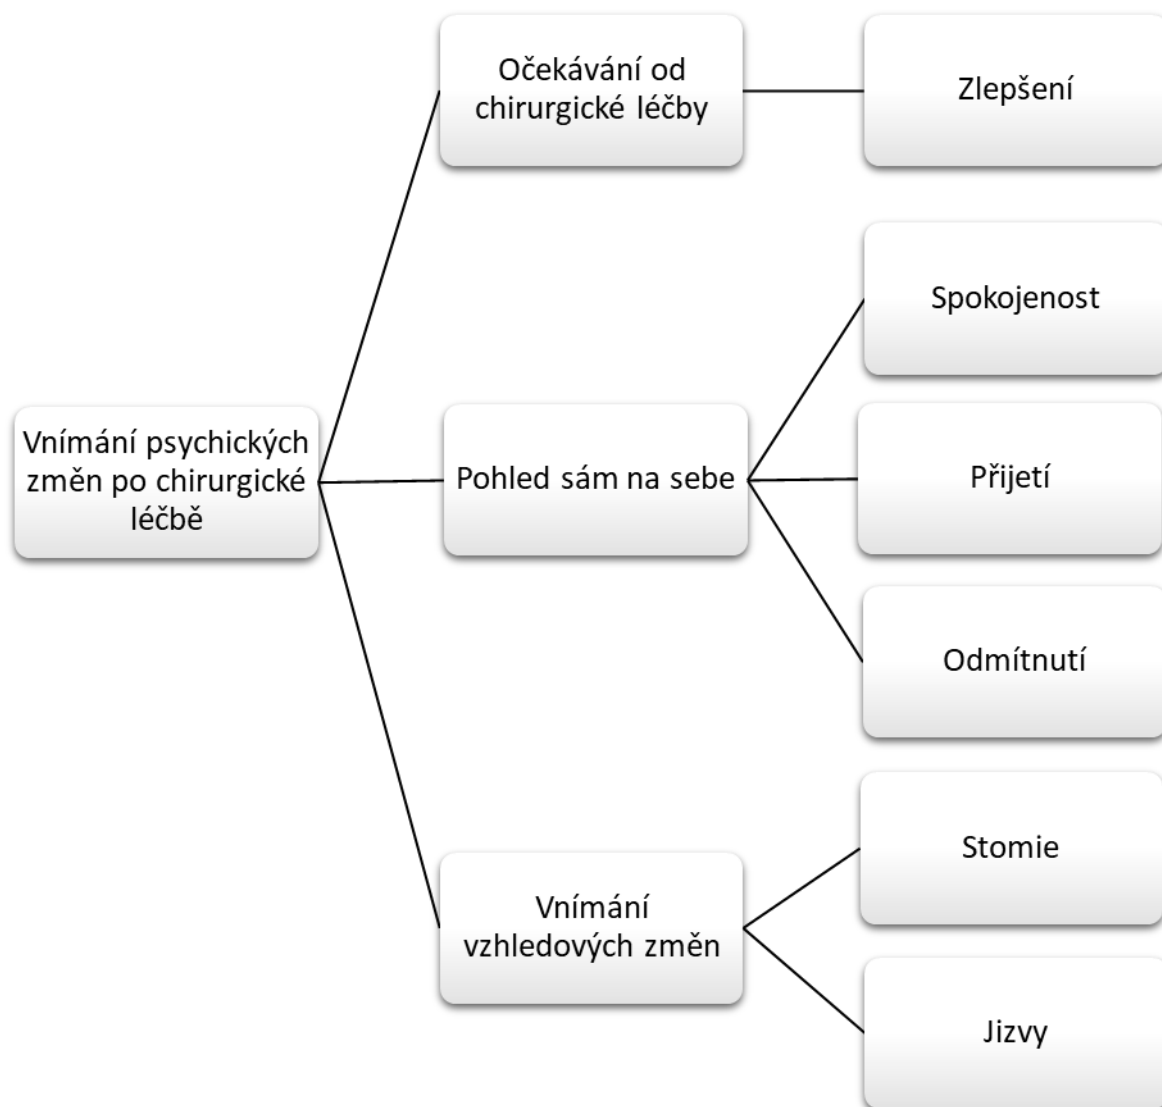 Očekávání od
chirurgické léčby
Zlepšení
Vnímání psychických
změn po chirurgické
léčbě
Pohled sám na sebe
Spokojenost
Přijetí
Odmítnutí
Vnímání
vzhledových změn
Stomie
Jizvy